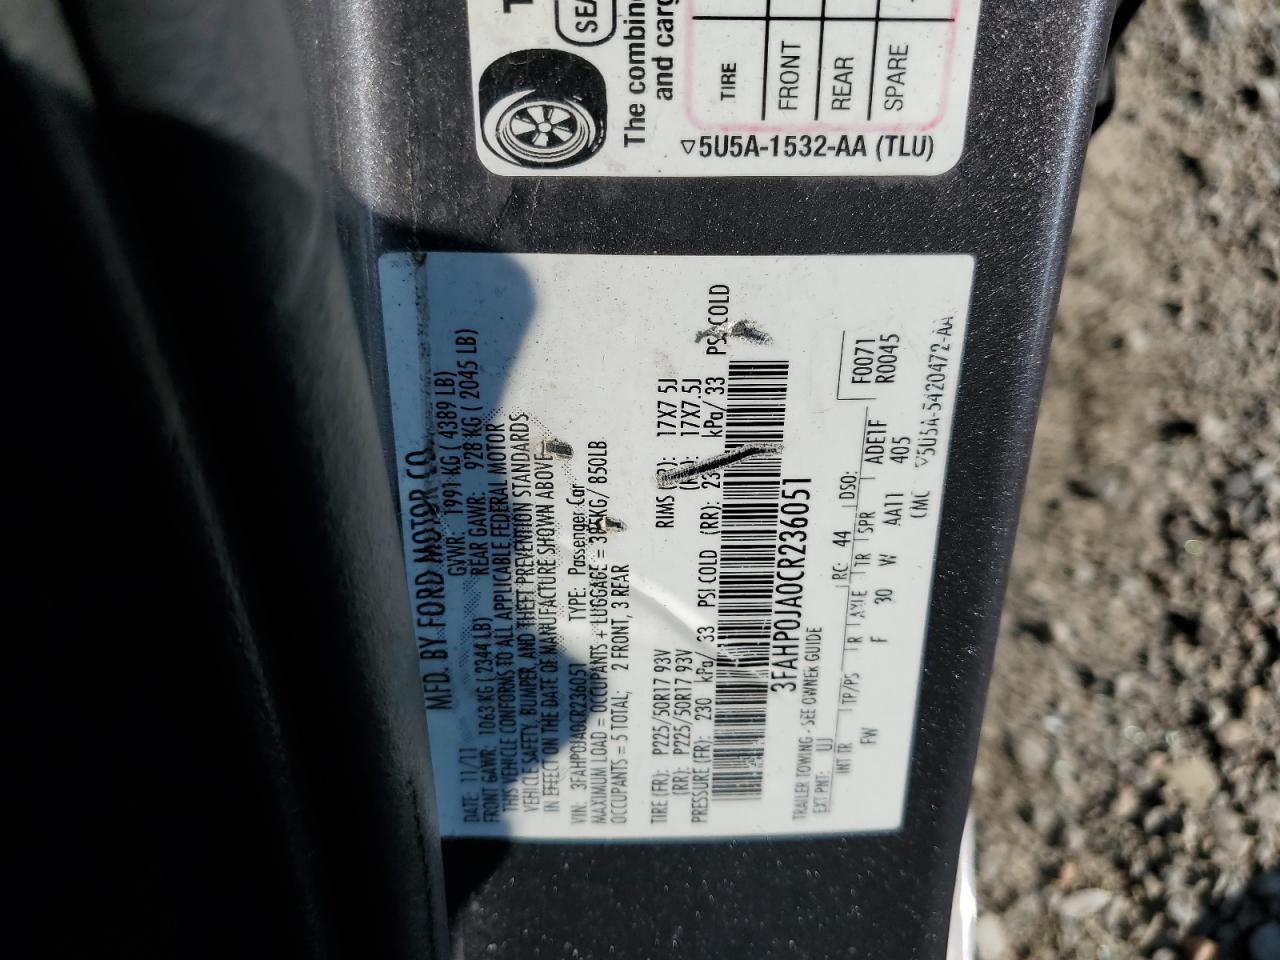 SEA
The combine
and carg
TIRE
FRONT
REAR
SPARE
5U5A-1532-AA (TLU)
MFD. BY FORD MOTOR CO.
DATE: 11/11 GVWR: 1991 KG ( 4389 LB)
FRONT GAWR: 1063 KG ( 2344 LB) REAR GAWR: 928 KG ( 2045 LB)
THIS VEHICLE CONFORMS TO ALL APPLICABLE FEDERAL MOTOR
VEHICLE SAFETY, BUMPER, AND THEFT PREVENTION STANDARDS
IN EFFECT ON THE DATE OF MANUFACTURE SHOWN ABOVE
VIN: 3FAHP0JA0CR236051 TYPE: Passenger Car
MAXIMUM LOAD = OCCUPANTS + LUGGAGE = KG/ 850LB
OCCUPANTS = 5 TOTAL; 2 FRONT, 3 REAR
TIRE (FR): P225/50R17 93V RIMS 17X7.5J
(RR): P225/50R17 93V 17X7.5J
PRESSURE (FR): 230 kPa/ 33 PSI COLD (RR): kPa/ 33 PSI COLD
3FAHP0JA0CR236051
TRAILER TOWING - SEE OWNER GUIDE
EXT PNT: UJ RC: 44 DSO: F0071
R0045
INT TR TP/PS R AXLE TR SPR ADE1F
FW F 30 W AA11 405
(MC 5U5A-5420472-AA